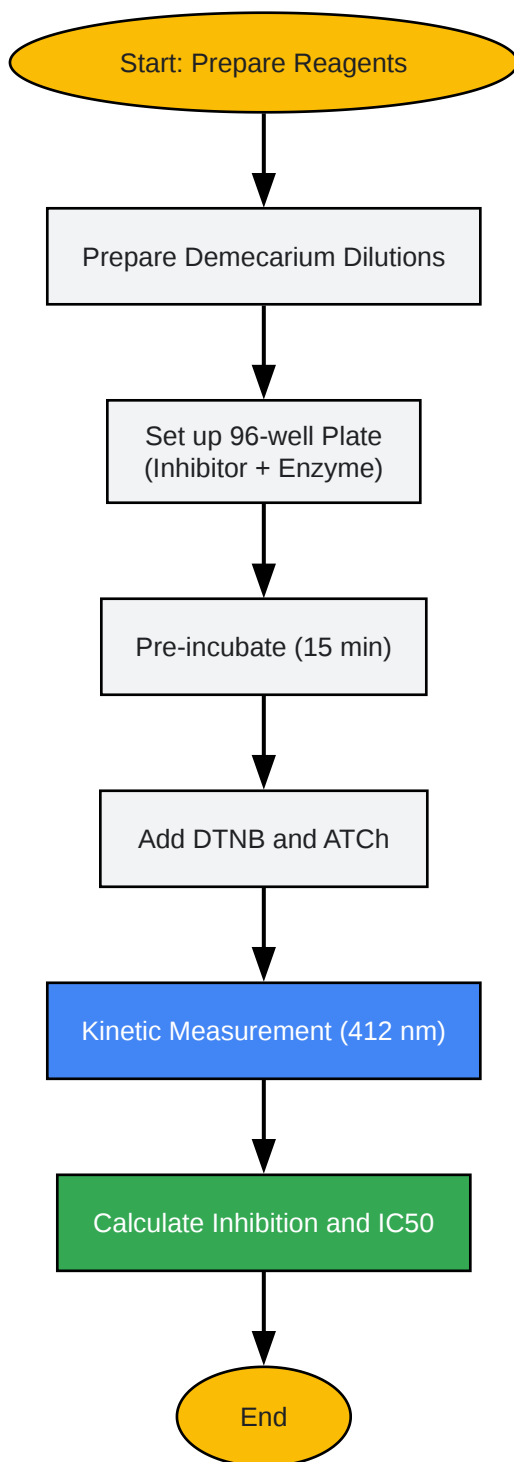 Start: Prepare Reagents
Prepare Demecarium Dilutions
Set up 96-well Plate
(Inhibitor + Enzyme)
Pre-incubate (15 min)
Add DTNB and ATCh
Kinetic Measurement (412 nm)
Calculate Inhibition and IC50
End